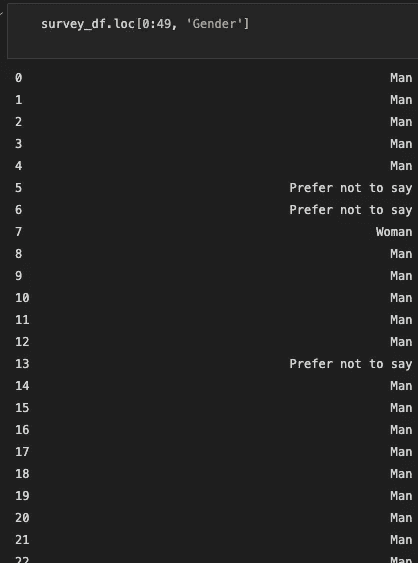 survey_df.loc[0:49, 'Gender']
0 Man
1 Man
2 Man
3 Man
4 Man
5 Prefer not to say
6 Prefer not to say
7 Woman
8 Man
9 Man
10 Man
11 Man
12 Man
13 Prefer not to say
14 Man
15 Man
16 Man
17 Man
18 Man
19 Man
20 Man
21 Man
22 Man